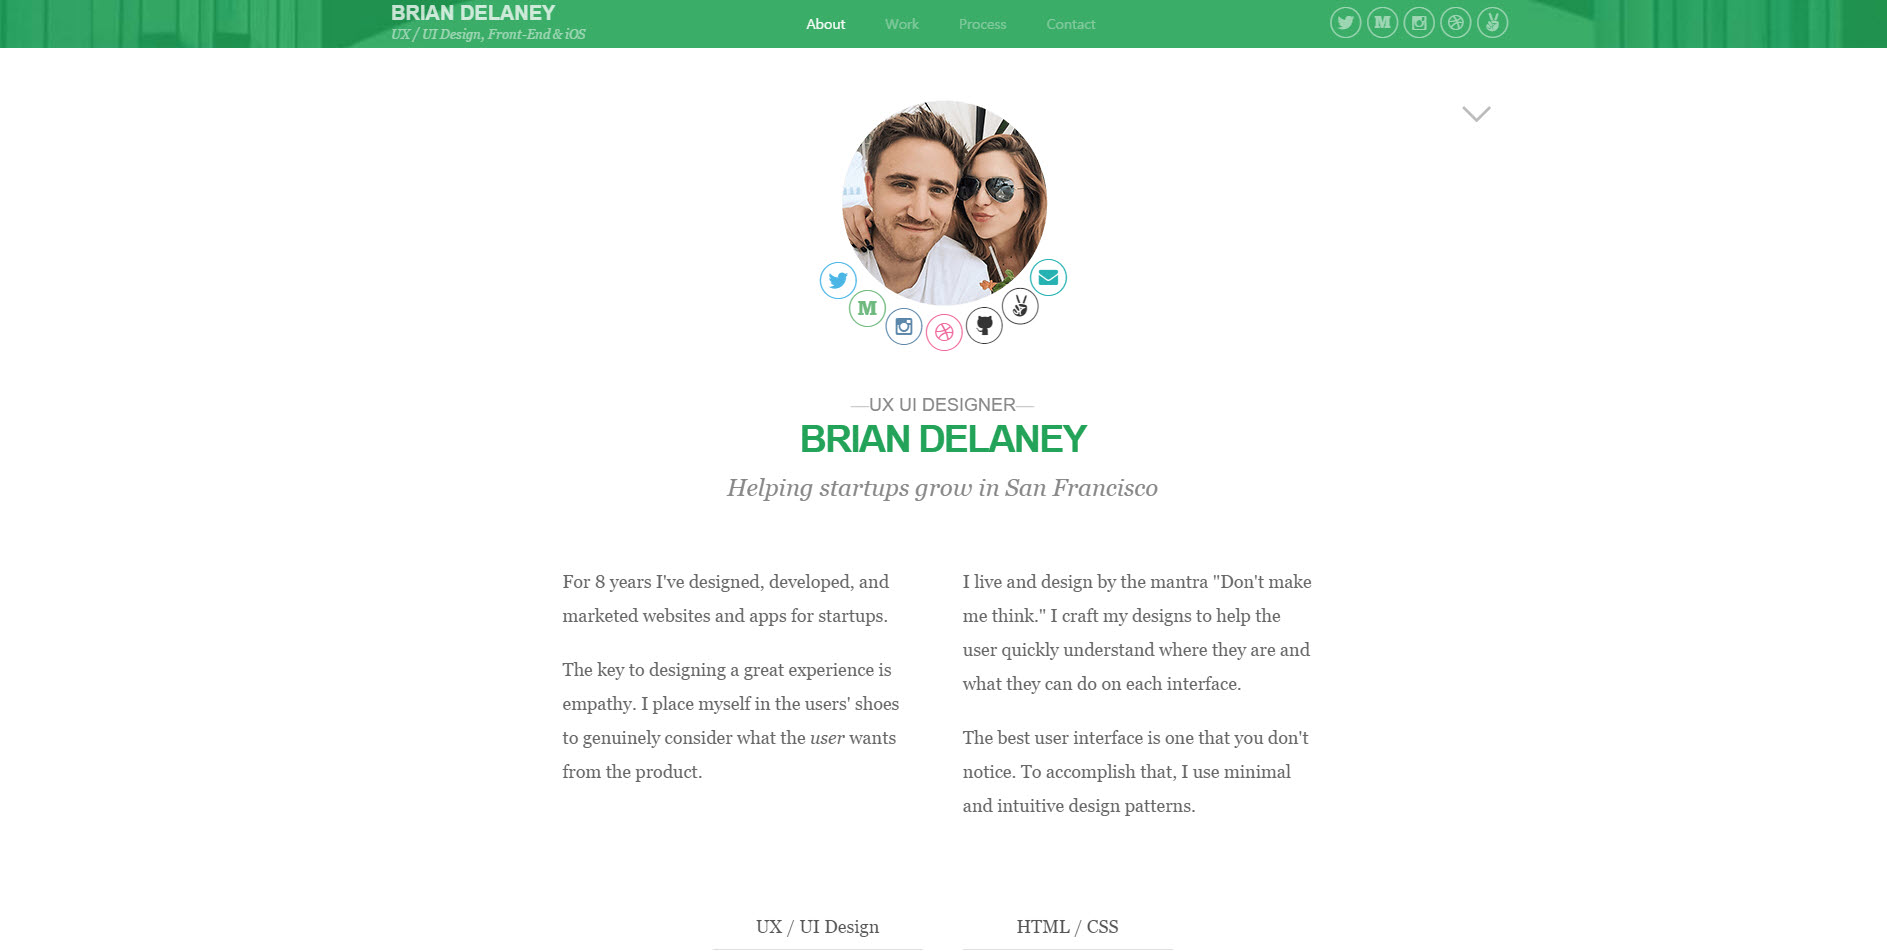 BRIAN DELANEY
UX / UI Design, Front-End & iOS
About
Work
Process
Contact
UX UI DESIGNER
BRIAN DELANEY
Helping startups grow in San Francisco
For 8 years I've designed, developed, and
marketed websites and apps for startups.
The key to designing a great experience is
empathy. I place myself in the users' shoes
to genuinely consider what the user wants
from the product.
I live and design by the mantra "Don't make
me think." I craft my designs to help the
user quickly understand where they are and
what they can do on each interface.
The best user interface is one that you don't
notice. To accomplish that, I use minimal
and intuitive design patterns.
UX / UI Design
HTML / CSS